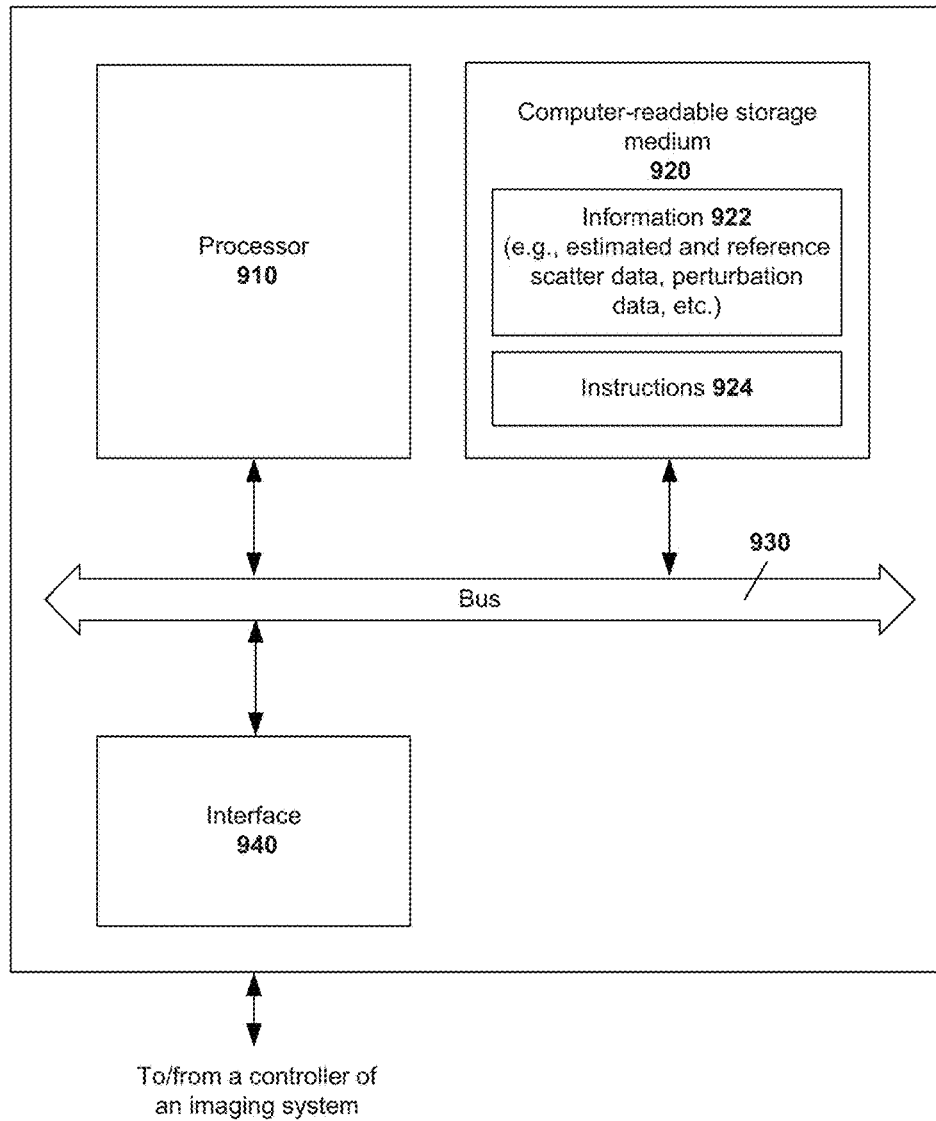 Processor
910
Computer-readable storage
medium
920
Information 922
(e.g., estimated and reference
scatter data, perturbation
data, etc.)
Instructions 924
930
Bus
Interface
940
To/from a controller of
an imaging system